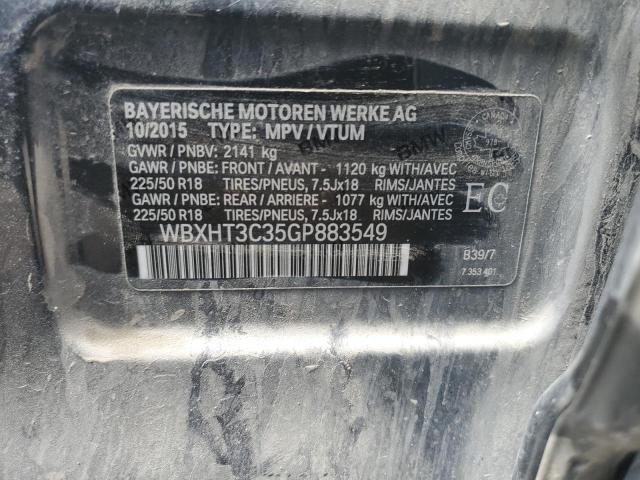 BAYERISCHE MOTOREN WERKE AG
10/2015 TYPE: MPV / VTUM
GVWR / PNBV: 2141 kg
GAWR / PNBE: FRONT / AVANT - 1120 kg WITH/AVEC
225/50 R18 TIRES/PNEUS, 7.5Jx18 RIMS/JANTES
GAWR / PNBE: REAR / ARRIERE - 1077 kg WITH/AVEC
225/50 R18 TIRES/PNEUS, 7.5Jx18 RIMS/JANTES
EC
WBXHT3C35GP883549
B39/7
7 353 401
BMW
CANADA